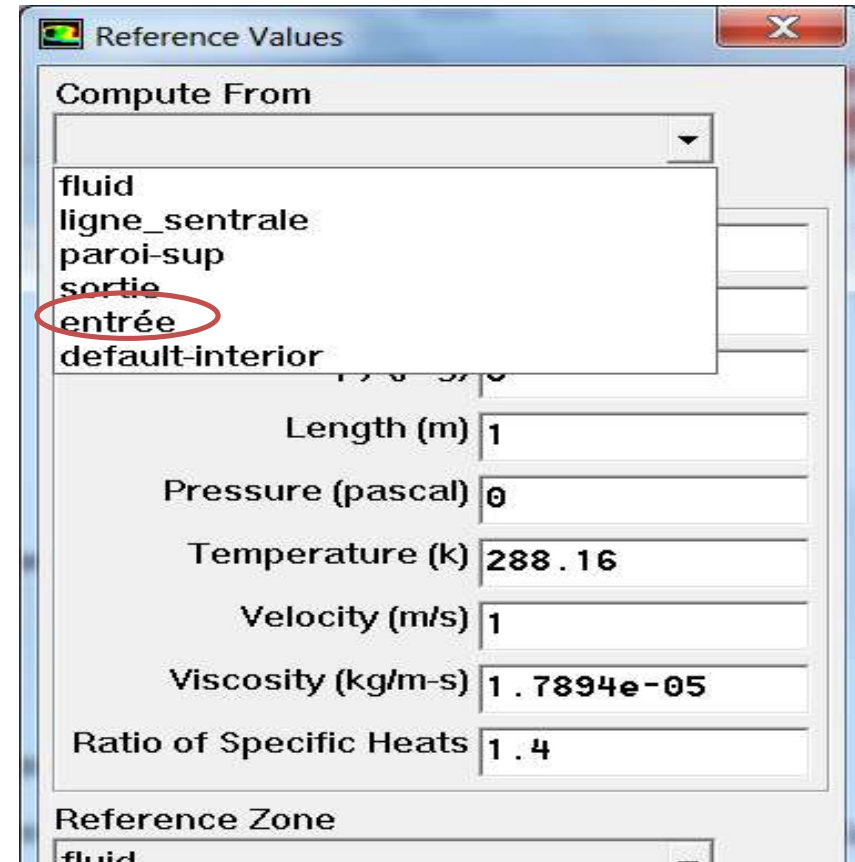 Reference Values
Compute From
fluid
ligne_sentrale
paroi-sup
sortie
entrée
default-interior
Length (m) 1
Pressure (pascal) 0
Temperature (k) 288.16
Velocity (m/s) 1
Viscosity (kg/m-s) 1.7894e-05
Ratio of Specific Heats 1.4
Reference Zone
fluid